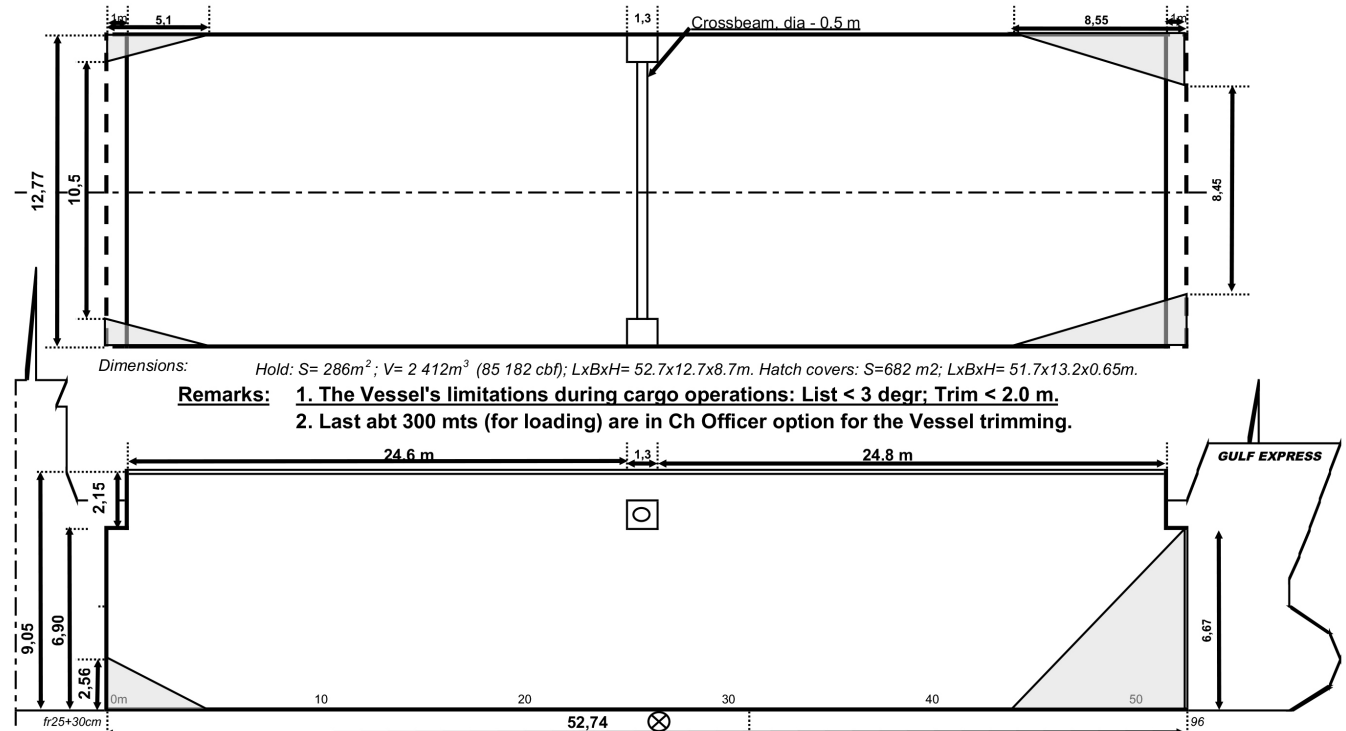 1m
5,1
1,3
Crossbeam, dia - 0,5 m
8,55
1m
12,77
10,5
8,45
Dimensions: Hold: S= 286m²; V= 2 412m³ (85 182 cbf); LxBxH= 52.7x12.7x8.7m. Hatch covers: S=682 m2; LxBxH= 51.7x13.2x0.65m.
Remarks: 1. The Vessel's limitations during cargo operations: List < 3 degr; Trim < 2.0 m.
2. Last abt 300 mts (for loading) are in Ch Officer option for the Vessel trimming.
24.6 m
1,3
24.8 m
GULF EXPRESS
2,15
9,05
6,90
6,67
2,56
0m
10
20
30
40
50
fr25+30cm
52,74
96